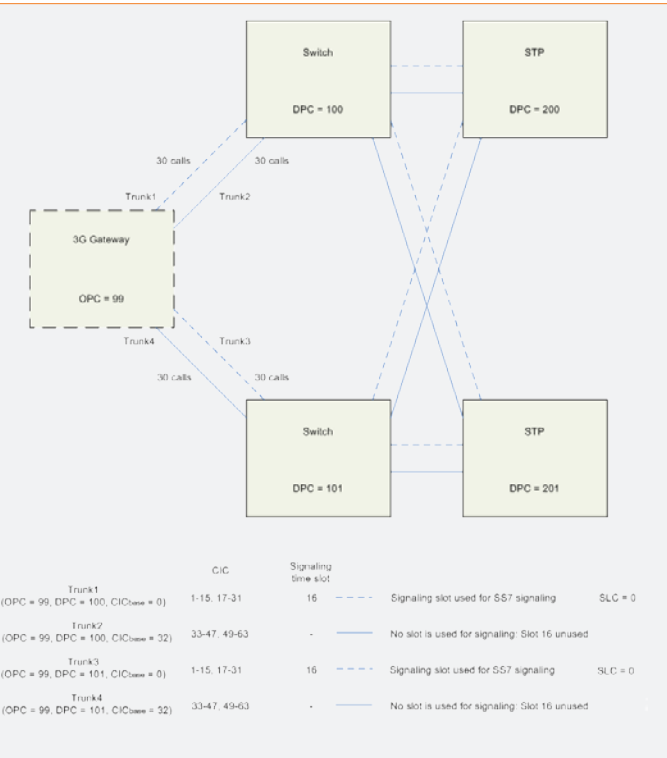 Switch
STP
DPC = 100
DPC = 200
30 calls
30 calls
Trunk1
Trunk2
3G Gateway
OPC = 99
Trunk4
Trunk3
30 calls
30 calls
Switch
STP
DPC = 101
DPC = 201
CIC
Signaling
time slot
Trunk1
(OPC = 99, DPC = 100, CICbase = 0)
1-15, 17-31
16
Signaling slot used for SS7 signaling
SLC = 0
Trunk2
(OPC = 99, DPC = 100, CICbase = 32)
33-47, 49-63
-
No slot is used for signaling: Slot 16 unused
Trunk3
(OPC = 99, DPC = 101, CICbase = 0)
1-15, 17-31
16
Signaling slot used for SS7 signaling
SLC = 0
Trunk4
(OPC = 99, DPC = 101, CICbase = 32)
33-47, 49-63
-
No slot is used for signaling: Slot 16 unused